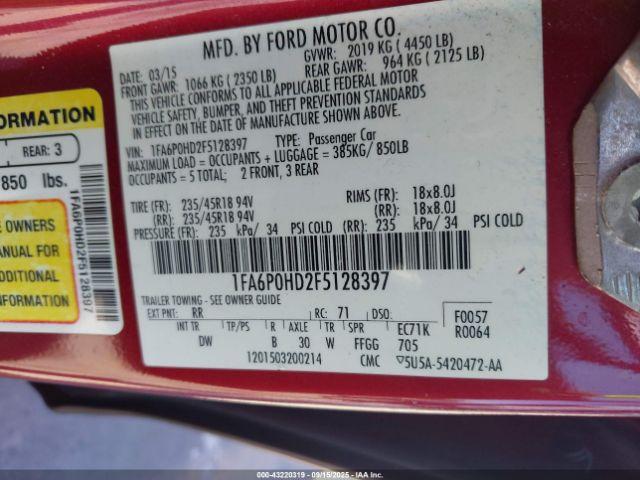 MFD. BY FORD MOTOR CO.
DATE: 03/15 GVWR: 2019 KG ( 4450 LB)
FRONT GAWR: 1066 KG ( 2350 LB) REAR GAWR: 964 KG ( 2125 LB)
THIS VEHICLE CONFORMS TO ALL APPLICABLE FEDERAL MOTOR
VEHICLE SAFETY, BUMPER, AND THEFT PREVENTION STANDARDS
IN EFFECT ON THE DATE OF MANUFACTURE SHOWN ABOVE.
VIN: 1FA6P0HD2F5128397 TYPE: Passenger Car
MAXIMUM LOAD = OCCUPANTS + LUGGAGE = 385KG/ 850LB
OCCUPANTS = 5 TOTAL; 2 FRONT, 3 REAR
TIRE (FR): 235/45R18 94V RIMS (FR): 18x8.0J
(RR): 235/45R18 94V (RR): 18x8.0J
PRESSURE (FR): 235 kPa/ 34 PSI COLD (RR): 235 kPa/ 34 PSI COLD
1FA6P0HD2F5128397
TRAILER TOWING - SEE OWNER GUIDE
EXT PNT: RR RC: 71 DSO: F0057
INT TR TP/PS R AXLE TR SPR EC71K R0064
DW B 30 W FFGG 705
1201503200214 CMC 5U5A-5420472-AA
ORMATION
REAR: 3
850 lbs.
E OWNERS
MANUAL FOR
ADDITIONAL
INFORMATION
1FA6P0HD2F5128397
000-43220319 - 09/15/2025 - IAAI.COM